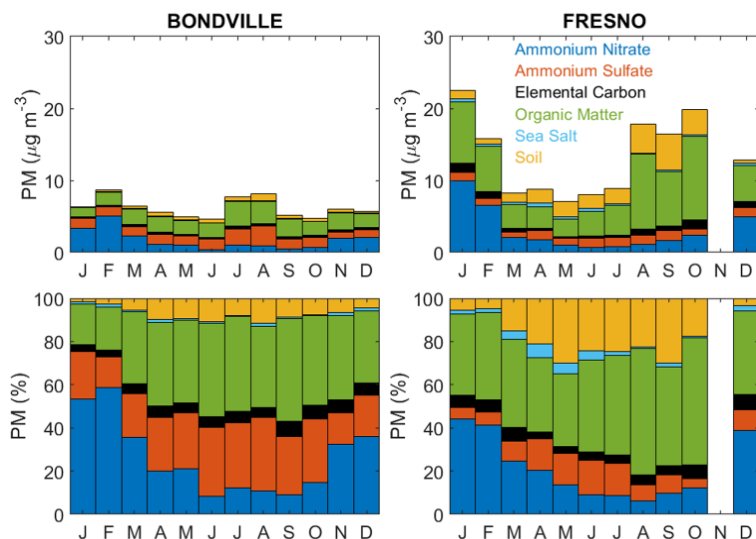 BONDVILLE
FRESNO
30
20
10
0
PM (μg m⁻³)
J F M A M J J A S O N D
30
20
10
0
PM (μg m⁻³)
Ammonium Nitrate
Ammonium Sulfate
Elemental Carbon
Organic Matter
Sea Salt
Soil
J F M A M J J A S O N D
100
80
60
40
20
0
PM (%)
J F M A M J J A S O N D
100
80
60
40
20
0
PM (%)
J F M A M J J A S O N D